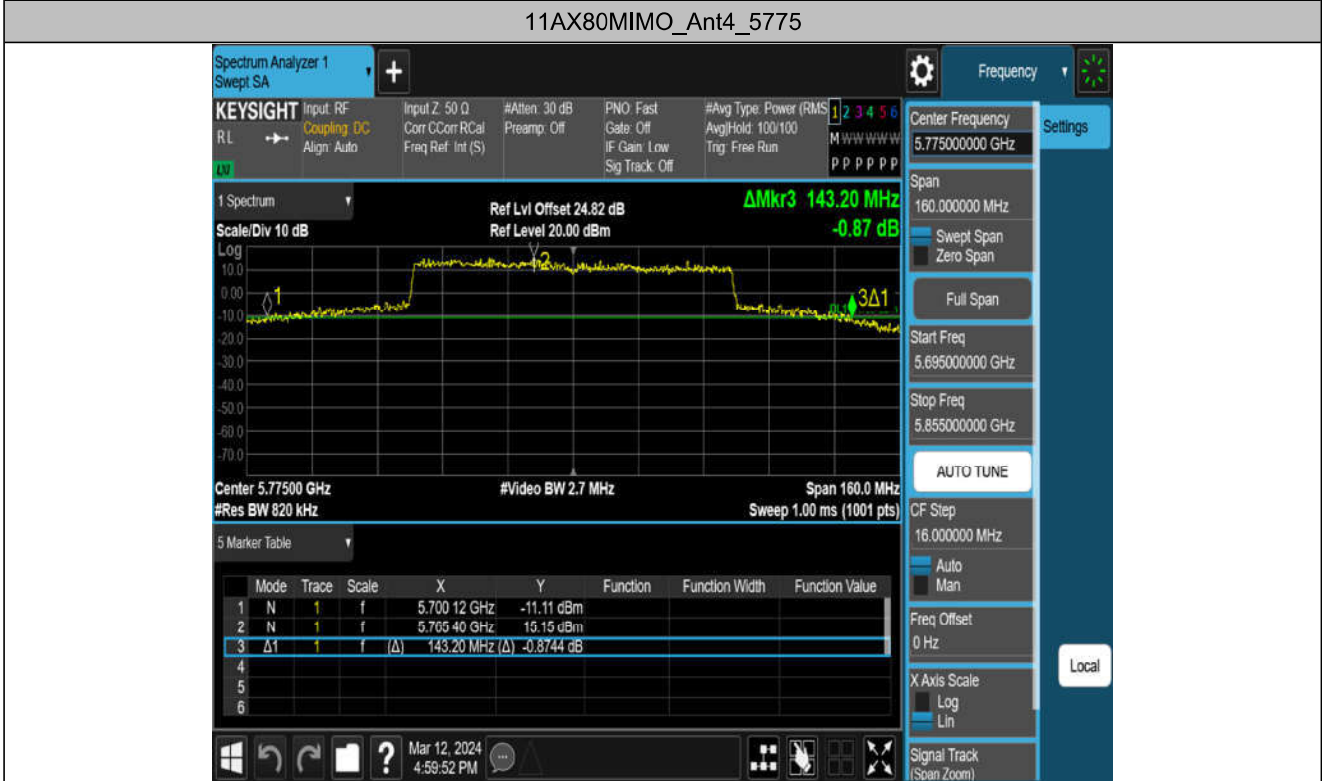 11AX80MIMO_Ant4_5775
Spectrum Analyzer 1
Swept SA
+
Frequency
KEYSIGHT
RL
LXI
Input: RF
Coupling: DC
Align: Auto
Input Z: 50 Ω
Corr CCorr RCal
Freq Ref: Int (S)
#Atten: 30 dB
Preamp: Off
PNO: Fast
Gate: Off
IF Gain: Low
Sig Track: Off
#Avg Type: Power (RMS
Avg|Hold: 100/100
Trig: Free Run
1 2 3 4 5 6
M W W W W W
P P P P P P
Center Frequency
5.775000000 GHz
Settings
1 Spectrum
Scale/Div 10 dB
Ref Lvl Offset 24.82 dB
Ref Level 20.00 dBm
ΔMkr3 143.20 MHz
-0.87 dB
Log
10.0
0.00
-10.0
-20.0
-30.0
-40.0
-50.0
-60.0
-70.0
1
2
3Δ1
Center 5.77500 GHz
#Res BW 820 kHz
#Video BW 2.7 MHz
Span 160.0 MHz
Sweep 1.00 ms (1001 pts)
Span
160.000000 MHz
Swept Span
Zero Span
Full Span
Start Freq
5.695000000 GHz
Stop Freq
5.855000000 GHz
AUTO TUNE
CF Step
16.000000 MHz
Auto
Man
Freq Offset
0 Hz
X Axis Scale
Log
Lin
Signal Track
(Span Zoom)
Local
5 Marker Table
Mode Trace Scale X Y Function Function Width Function Value
1 N 1 f 5.700 12 GHz -11.11 dBm
2 N 1 f 5.765 40 GHz 15.15 dBm
3 Δ1 1 f (Δ) 143.20 MHz (Δ) -0.8744 dB
4
5
6
?
Mar 12, 2024
4:59:52 PM